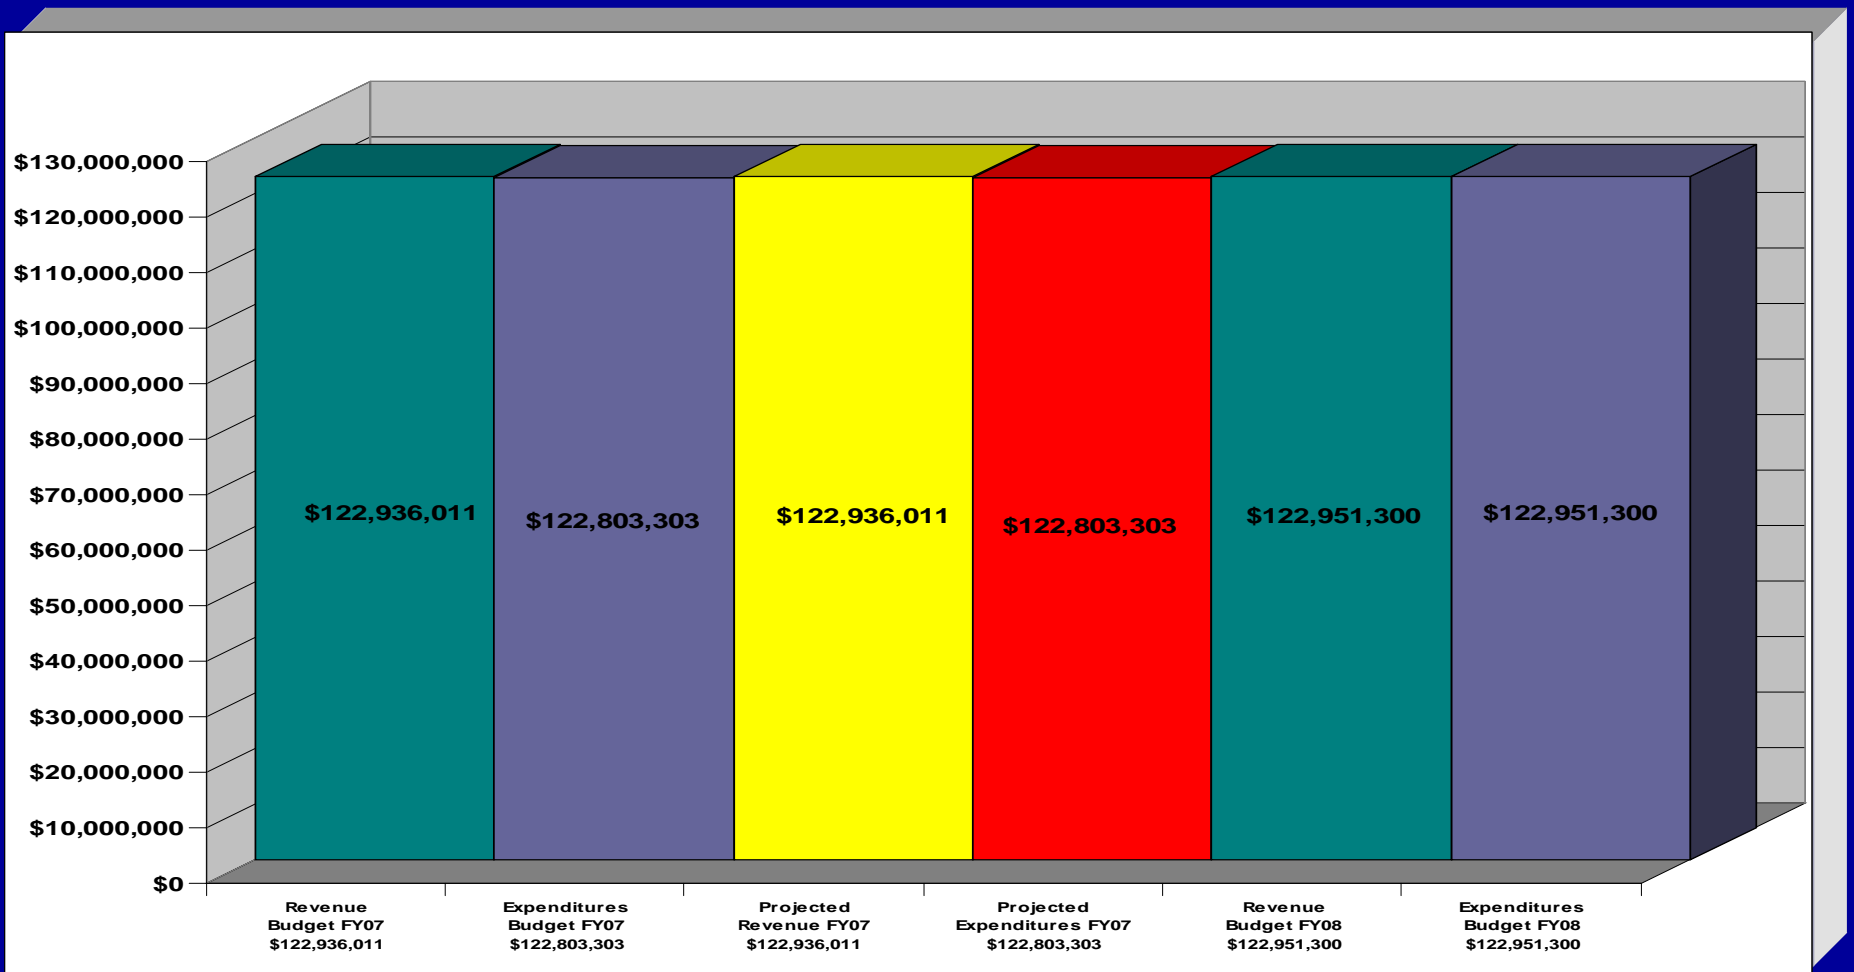 $130,000,000
$120,000,000
$110,000,000
$100,000,000
$90,000,000
$80,000,000
$70,000,000
$60,000,000
$50,000,000
$40,000,000
$30,000,000
$20,000,000
$10,000,000
$0
$122,936,011
$122,803,303
$122,936,011
$122,803,303
$122,951,300
$122,951,300
Revenue
Budget FY07
$122,936,011
Expenditures
Budget FY07
$122,803,303
Projected
Revenue FY07
$122,936,011
Projected
Expenditures FY07
$122,803,303
Revenue
Budget FY08
$122,951,300
Expenditures
Budget FY08
$122,951,300